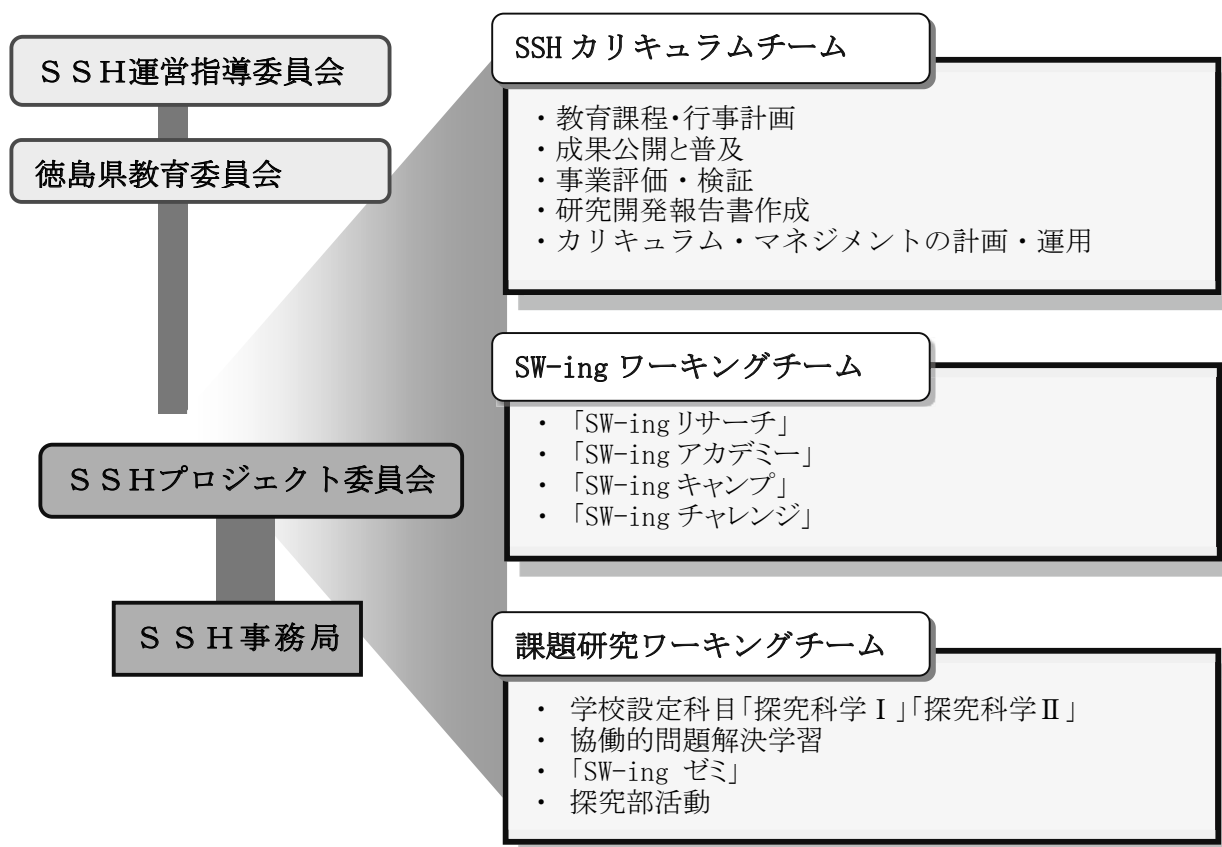 ＳＳＨ運営指導委員会
徳島県教育委員会
ＳＳＨプロジェクト委員会
ＳＳＨ事務局
SSH カリキュラムチーム
・教育課程・行事計画
・成果公開と普及
・事業評価・検証
・研究開発報告書作成
・カリキュラム・マネジメントの計画・運用
SW-ing ワーキングチーム
・「SW-ing リサーチ」
・「SW-ing アカデミー」
・「SW-ing キャンプ」
・「SW-ing チャレンジ」
課題研究ワーキングチーム
・ 学校設定科目「探究科学Ⅰ」「探究科学Ⅱ」
・ 協働的問題解決学習
・「SW-ing ゼミ」
・ 探究部活動